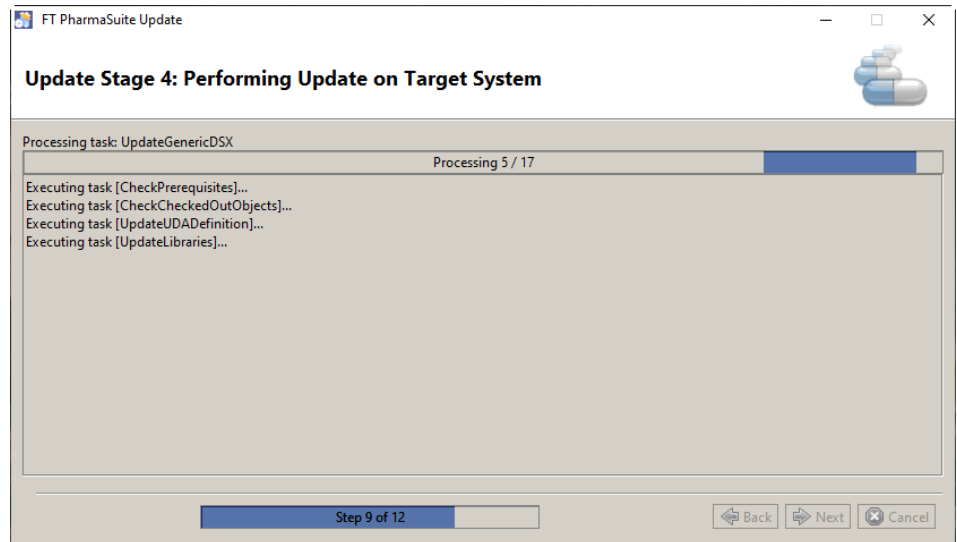 FT PharmaSuite Update
Update Stage 4: Performing Update on Target System
Processing task: UpdateGenericDSX
Processing 5 / 17
Executing task [CheckPrerequisites]...
Executing task [CheckCheckedOutObjects]...
Executing task [UpdateUDADefinition]...
Executing task [UpdateLibraries]...
Step 9 of 12
Back
Next
Cancel